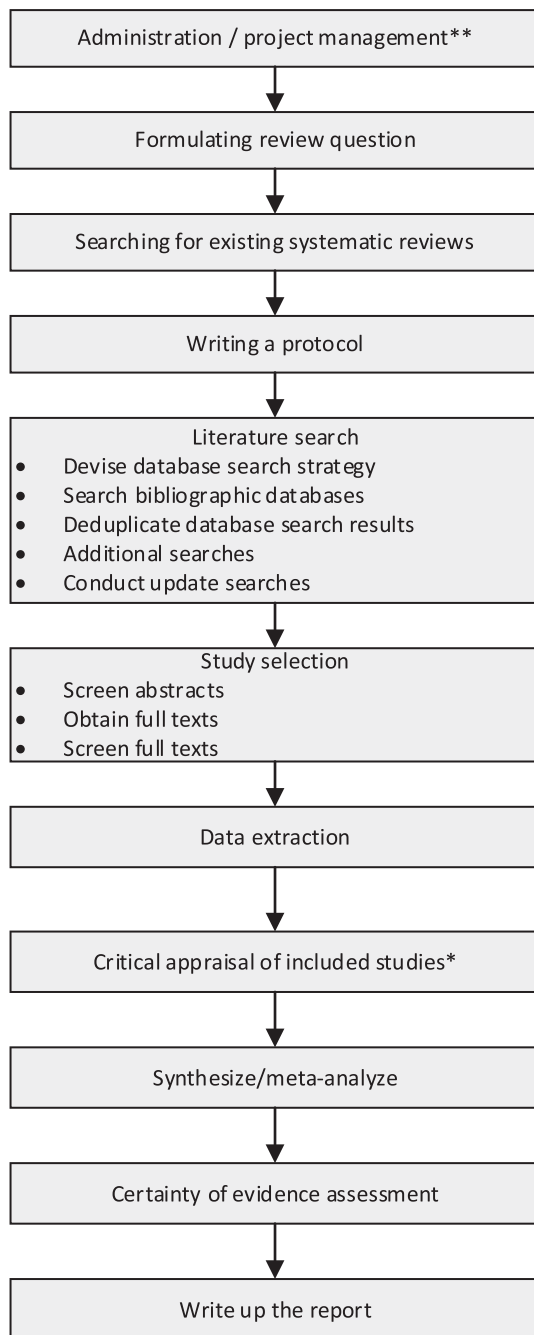 Administration / project management**
Formulating review question
Searching for existing systematic reviews
Writing a protocol
Literature search
• Devise database search strategy
• Search bibliographic databases
• Deduplicate database search results
• Additional searches
• Conduct update searches
Study selection
• Screen abstracts
• Obtain full texts
• Screen full texts
Data extraction
Critical appraisal of included studies*
Synthesize/meta-analyze
Certainty of evidence assessment
Write up the report